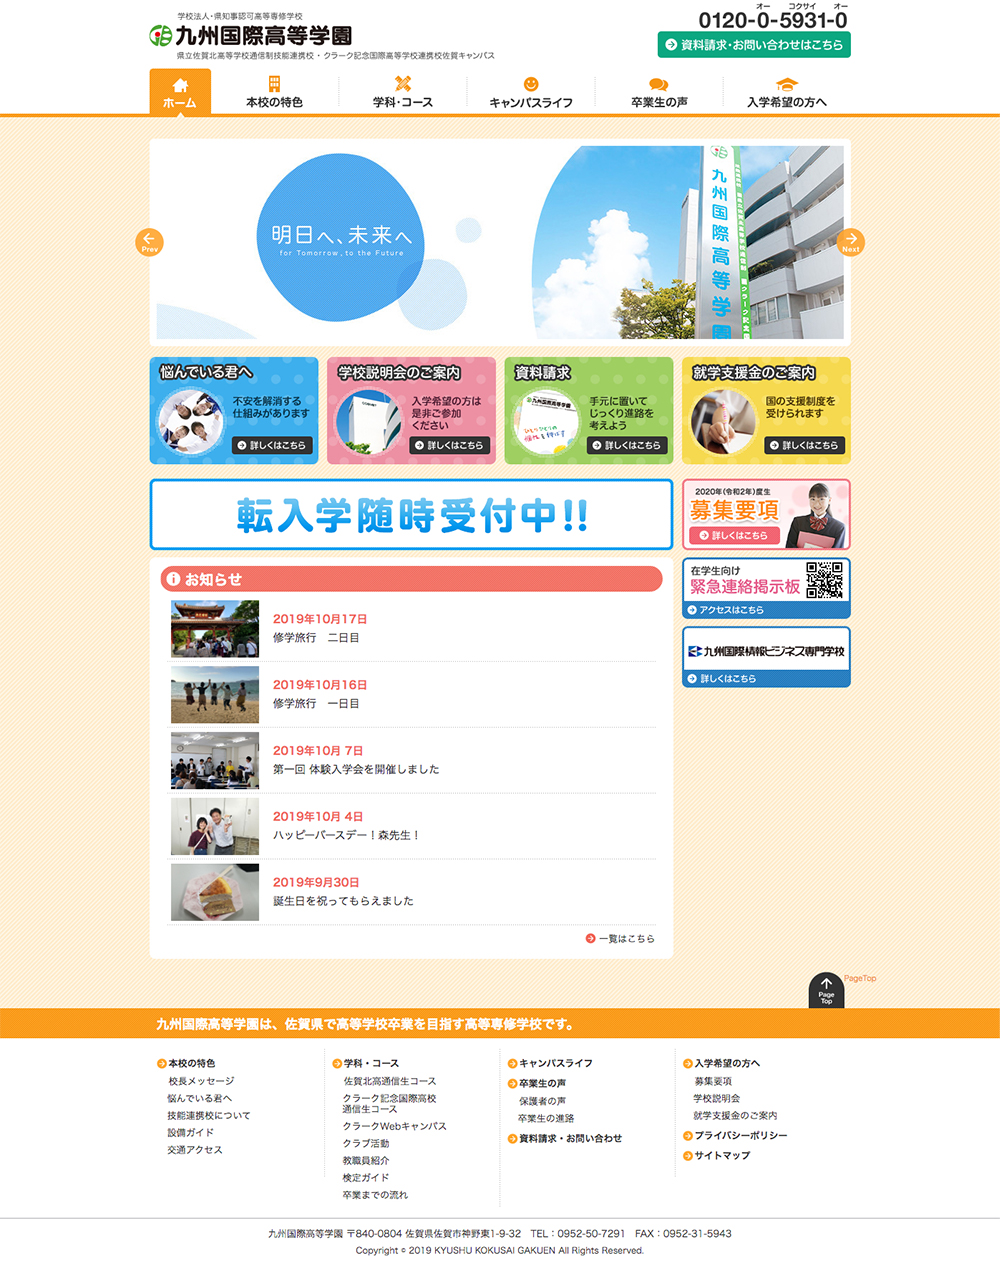 学校法人・県知事認可高等専修学校
九州国際高等学園
県立佐賀北高等学校通信制技能連携校・クラーク記念国際高等学校連携校佐賀キャンパス
オー コクサイ オー
0120-0-5931-0
資料請求・お問い合わせはこちら
ホーム
本校の特色
学科・コース
キャンパスライフ
卒業生の声
入学希望の方へ
明日へ、未来へ
for Tomorrow, to the Future
九州国際高等学園
Prev
Next
悩んでいる君へ
不安を解消する
仕組みがあります
詳しくはこちら
学校説明会のご案内
入学希望の方は
是非ご参加
ください
詳しくはこちら
資料請求
九州国際高等学園
手元に置いて
じっくり進路を
考えよう
詳しくはこちら
就学支援金のご案内
国の支援制度を
受けられます
詳しくはこちら
転入学随時受付中!!
2020年(令和2年)度生
募集要項
詳しくはこちら
在学生向け
緊急連絡掲示板
アクセスはこちら
九州国際情報ビジネス専門学校
詳しくはこちら
お知らせ
2019年10月17日
修学旅行 二日目
2019年10月16日
修学旅行 一日目
2019年10月 7日
第一回 体験入学会を開催しました
2019年10月 4日
ハッピーバースデー！森先生！
2019年9月30日
誕生日を祝ってもらえました
一覧はこちら
Page
Top
PageTop
九州国際高等学園は、佐賀県で高等学校卒業を目指す高等専修学校です。
本校の特色
校長メッセージ
悩んでいる君へ
技能連携校について
設備ガイド
交通アクセス
学科・コース
佐賀北高通信生コース
クラーク記念国際高校
通信生コース
クラークWebキャンパス
クラブ活動
教職員紹介
検定ガイド
卒業までの流れ
キャンパスライフ
卒業生の声
保護者の声
卒業生の進路
資料請求・お問い合わせ
入学希望の方へ
募集要項
学校説明会
就学支援金のご案内
プライバシーポリシー
サイトマップ
九州国際高等学園 〒840-0804 佐賀県佐賀市神野東1-9-32 TEL：0952-50-7291 FAX：0952-31-5943
Copyright © 2019 KYUSHU KOKUSAI GAKUEN All Rights Reserved.